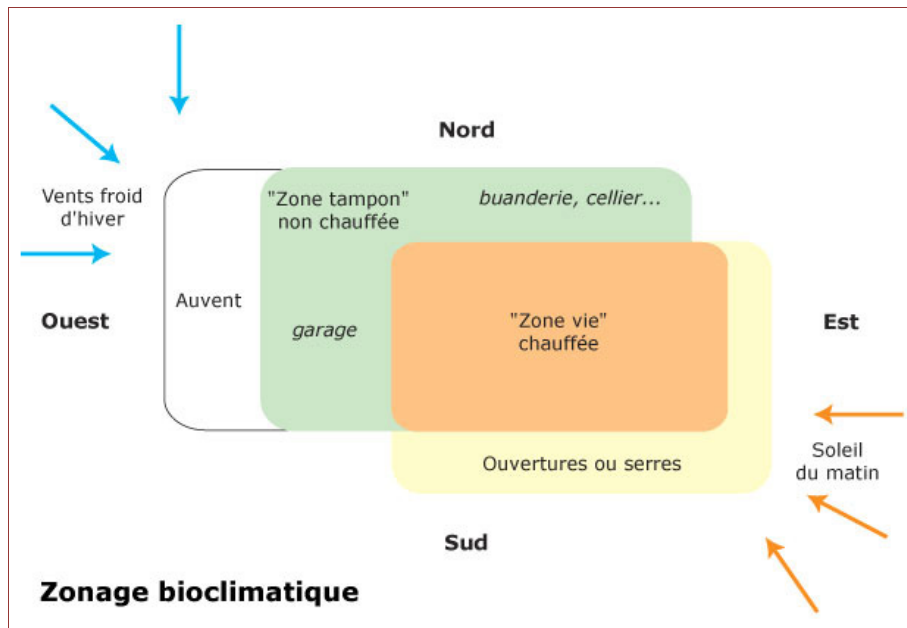 Nord
Vents froid
d'hiver
"Zone tampon"
non chauffée
buanderie, cellier...
Auvent
Ouest
garage
"Zone vie"
chauffée
Est
Ouvertures ou serres
Soleil
du matin
Sud
Zonage bioclimatique